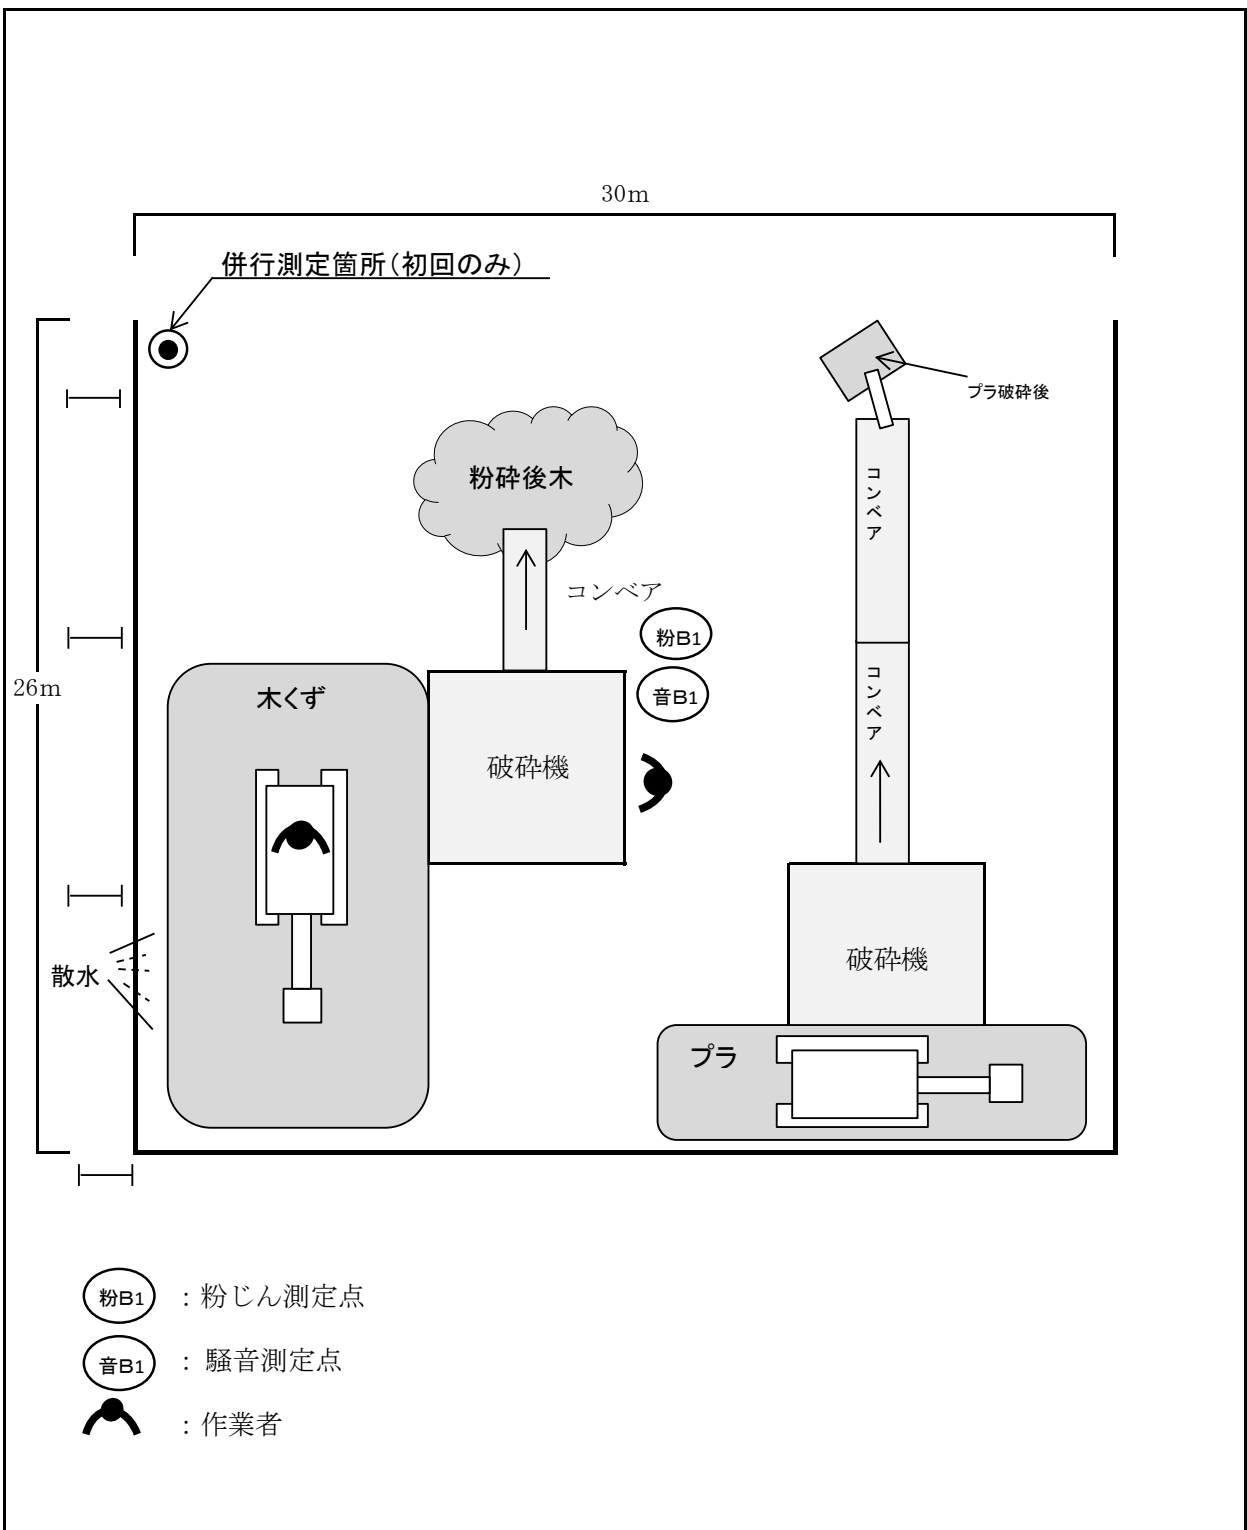 30m
併行測定箇所(初回のみ)
プラ破砕後
粉砕後木
コンベア
コンベア
粉B1
26m
木くず
音B1
コンベア
破砕機
散水
破砕機
プラ
粉B1 : 粉じん測定点
音B1 : 騒音測定点
: 作業者